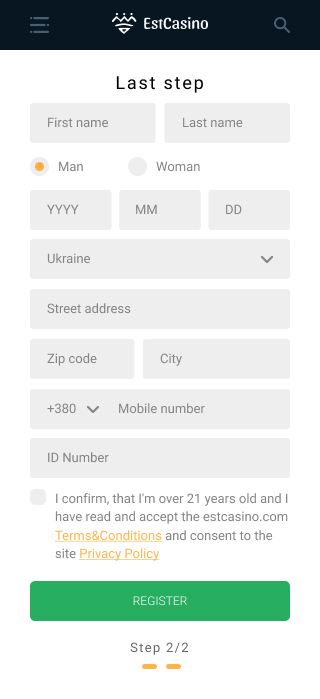 EstCasino
Last step
First name Last name
Man Woman
YYYY MM DD
Ukraine
Street address
Zip code City
+380 Mobile number
ID Number
I confirm, that I'm over 21 years old and I
have read and accept the estcasino.com
Terms&Conditions and consent to the
site Privacy Policy
REGISTER
Step 2/2